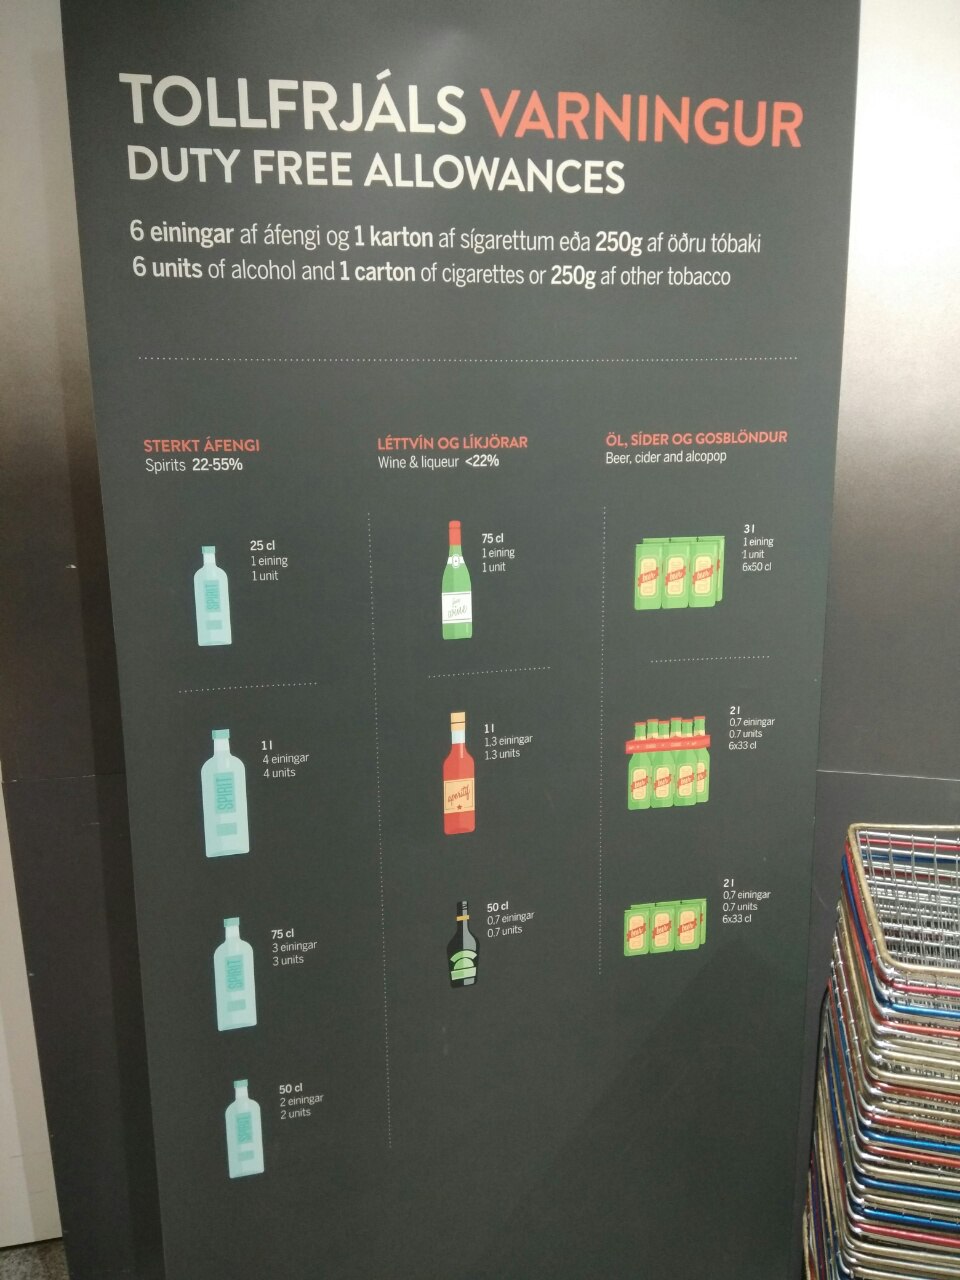 TOLLFRJÁLS VARNINGUR
DUTY FREE ALLOWANCES
6 einingar af áfengi og 1 karton af sígarettum eða 250g af öðru tóbaki
6 units of alcohol and 1 carton of cigarettes or 250g af other tobacco
STERKT ÁFENGI
Spirits 22-55%
SPIRIT
25 cl
1 eining
1 unit
SPIRIT
1 l
4 einingar
4 units
SPIRIT
75 cl
3 einingar
3 units
SPIRIT
50 cl
2 einingar
2 units
LÉTTVÍN OG LÍKJÖRAR
Wine & liqueur <22%
75 cl
1 eining
1 unit
aperitif
1 l
1,3 einingar
1.3 units
50 cl
0,7 einingar
0.7 units
ÖL, SÍDER OG GOSBLÖNDUR
Beer, cider and alcopop
3 l
1 eining
1 unit
6x50 cl
2 l
0,7 einingar
0.7 units
6x33 cl
2 l
0,7 einingar
0,7 units
6x33 cl